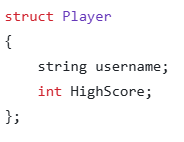 struct Player
{
    string username;
    int HighScore;
};